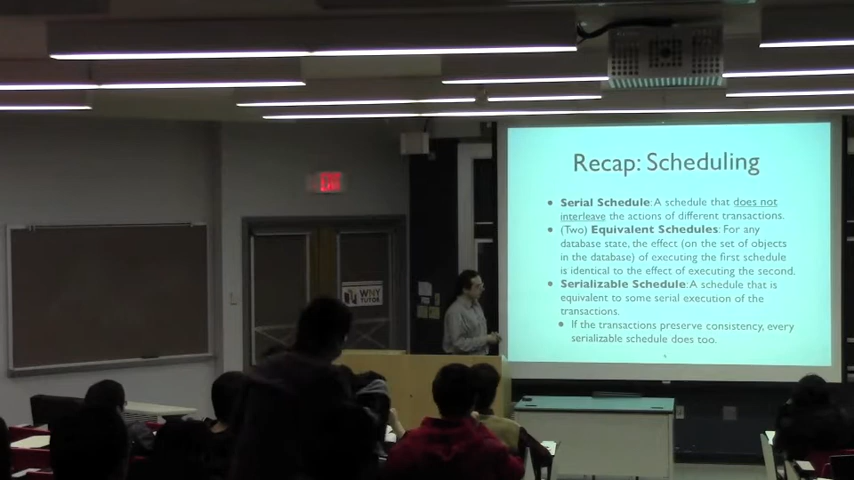 Recap: Scheduling
• Serial Schedule: A schedule that does not
interleave the actions of different transactions.
• (Two) Equivalent Schedules: For any
database state, the effect (on the set of objects
in the database) of executing the first schedule
is identical to the effect of executing the second.
• Serializable Schedule: A schedule that is
equivalent to some serial execution of the
transactions.
• If the transactions preserve consistency, every
serializable schedule does too.
EXIT
WNY
TUTOR